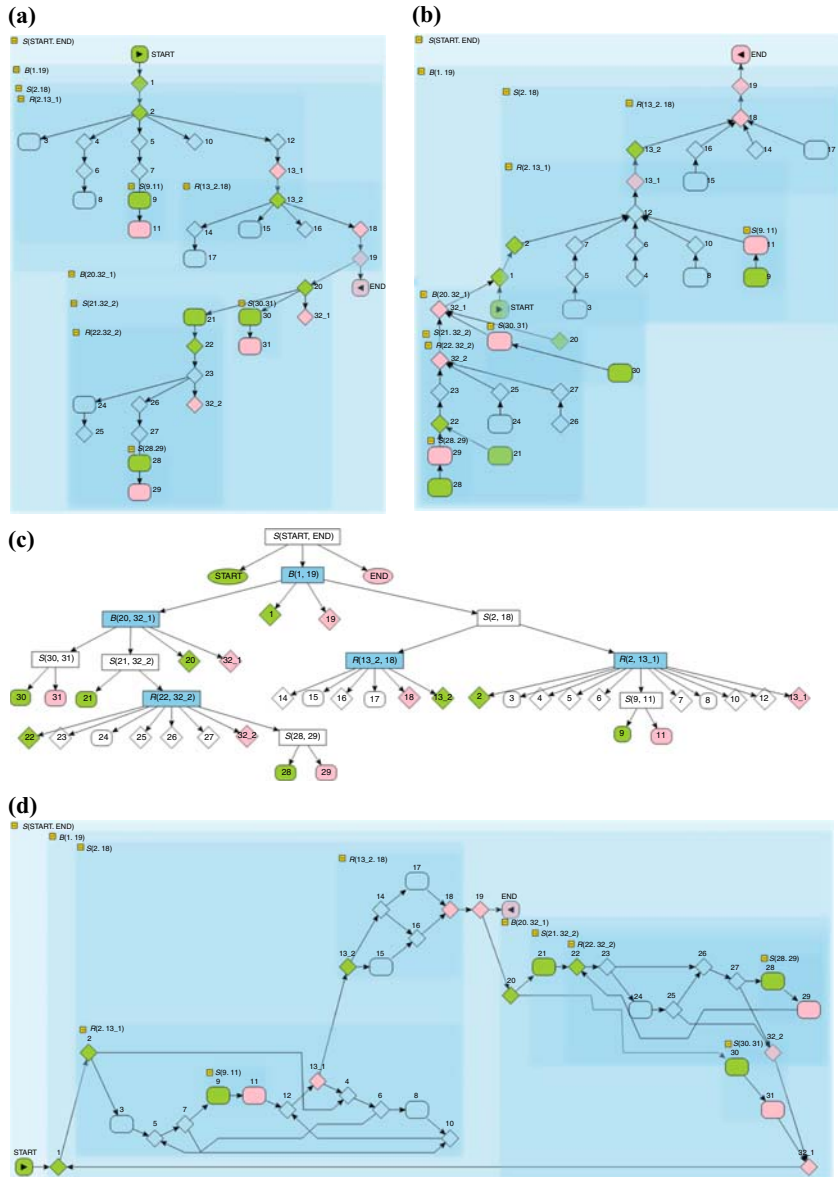 (a)
S(START. END)
START
B(1.19)
1
S(2.18)
R(2.13_1)
2
3
4
5
10
12
6
7
13_1
S(9.11)
R(13_2.18)
8
9
13_2
11
14
15
16
18
17
19
B(20.32_1)
20
END
S(21.32_2)
S(30.31)
21
30
32_1
R(22.32_2)
22
31
23
24
26
32_2
25
27
S(28.29)
28
29
(b)
S(START. END)
END
B(1. 19)
19
S(2. 18)
R(13_2. 18)
18
13_2
16
14
17
R(2. 13_1)
13_1
15
12
S(9. 11)
2
7
6
10
11
1
5
4
8
9
B(20. 32_1)
START
3
32_1
S(30. 31)
S(21. 32_2)
20
R(22. 32_2)
32_2
30
23
25
27
22
24
26
S(28. 29)
29
21
28
(c)
S(START, END)
START
B(1, 19)
END
B(20, 32_1)
1
19
S(2, 18)
S(30, 31)
S(21, 32_2)
20
32_1
R(13_2, 18)
R(2, 13_1)
30
31
21
R(22, 32_2)
14
15
16
17
18
13_2
2
3
4
5
6
S(9, 11)
7
8
10
12
13_1
22
23
24
25
26
27
32_2
S(28, 29)
9
11
28
29
(d)
S(START. END)
B(1. 19)
S(2. 18)
R(13_2. 18)
17
14
18
19
END
16
B(20. 32_1)
13_2
15
S(21. 32_2)
R(22. 32_2)
21
22
23
26
S(28. 29)
27
28
20
24
25
29
2
R(2. 13_1)
32_2
S(30. 31)
30
13_1
S(9. 11)
9
11
12
4
8
3
7
6
31
5
10
START
1
32_1